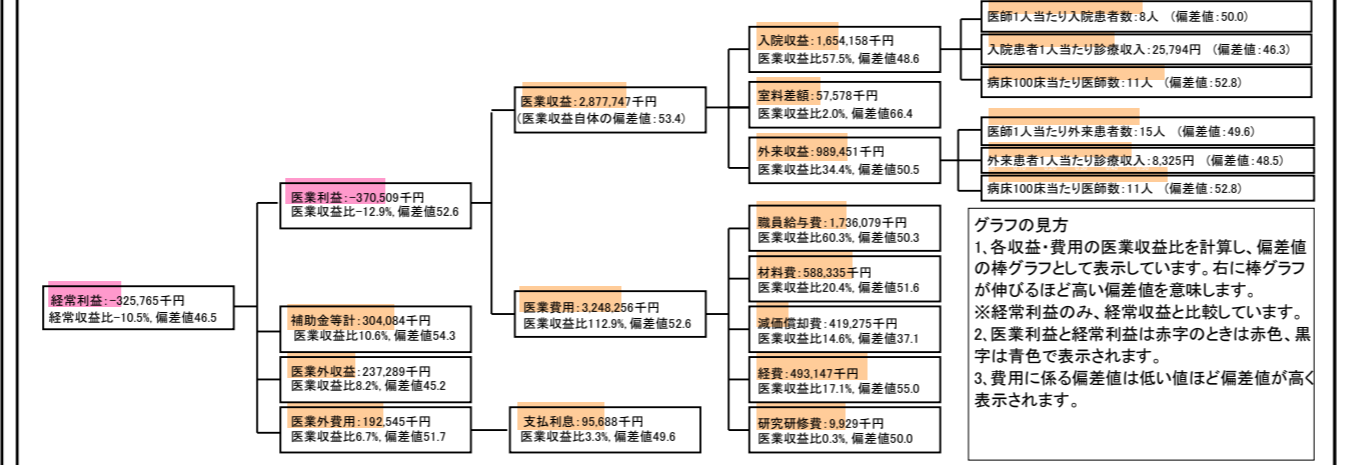 医師1人当たり入院患者数:8人 (偏差値:50.0)
入院収益:1,654,158千円
医業収益比57.5%, 偏差値48.6
入院患者1人当たり診療収入:25,794円 (偏差値:46.3)
病床100床当たり医師数:11人 (偏差値:52.8)
医業収益:2,877,747千円
(医業収益自体の偏差値:53.4)
室料差額:57,578千円
医業収益比2.0%, 偏差値66.4
医師1人当たり外来患者数:15人 (偏差値:49.6)
外来収益:989,451千円
医業収益比34.4%, 偏差値50.5
外来患者1人当たり診療収入:8,325円 (偏差値:48.5)
病床100床当たり医師数:11人 (偏差値:52.8)
医業利益:-370,509千円
医業収益比-12.9%, 偏差値52.6
職員給与費:1,736,079千円
医業収益比60.3%, 偏差値50.3
材料費:588,335千円
医業収益比20.4%, 偏差値51.6
経常利益:-325,765千円
経常収益比-10.5%, 偏差値46.5
医業費用:3,248,256千円
医業収益比112.9%, 偏差値52.6
補助金等計:304,084千円
医業収益比10.6%, 偏差値54.3
減価償却費:419,275千円
医業収益比14.6%, 偏差値37.1
医業外収益:237,289千円
医業収益比8.2%, 偏差値45.2
経費:493,147千円
医業収益比17.1%, 偏差値55.0
医業外費用:192,545千円
医業収益比6.7%, 偏差値51.7
支払利息:95,688千円
医業収益比3.3%, 偏差値49.6
研究研修費:9,929千円
医業収益比0.3%, 偏差値50.0
グラフの見方
1、各収益・費用の医業収益比を計算し、偏差値
の棒グラフとして表示しています。右に棒グラフ
が伸びるほど高い偏差値を意味します。
※経常利益のみ、経常収益と比較しています。
2、医業利益と経常利益は赤字のときは赤色、黒
字は青色で表示されます。
3、費用に係る偏差値は低い値ほど偏差値が高く
表示されます。